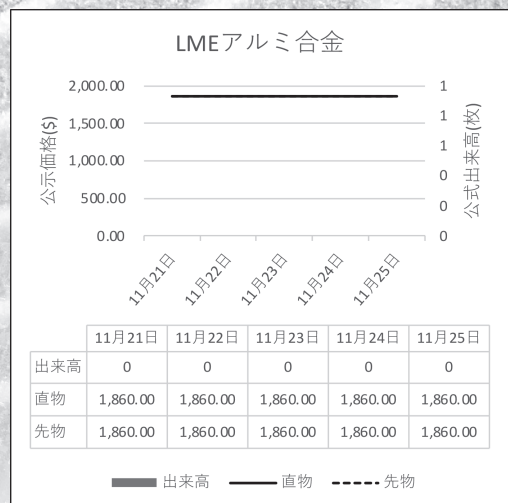 LMEアルミ合金
公示価格($)
2,000.00
1,500.00
1,000.00
500.00
0.00
1
1
1
0
0
0
公式出来高(枚)
11月21日 11月22日 11月23日 11月24日 11月25日
11月21日 11月22日 11月23日 11月24日 11月25日
出来高 0 0 0 0 0
直物 1,860.00 1,860.00 1,860.00 1,860.00 1,860.00
先物 1,860.00 1,860.00 1,860.00 1,860.00 1,860.00
出来高 直物 先物